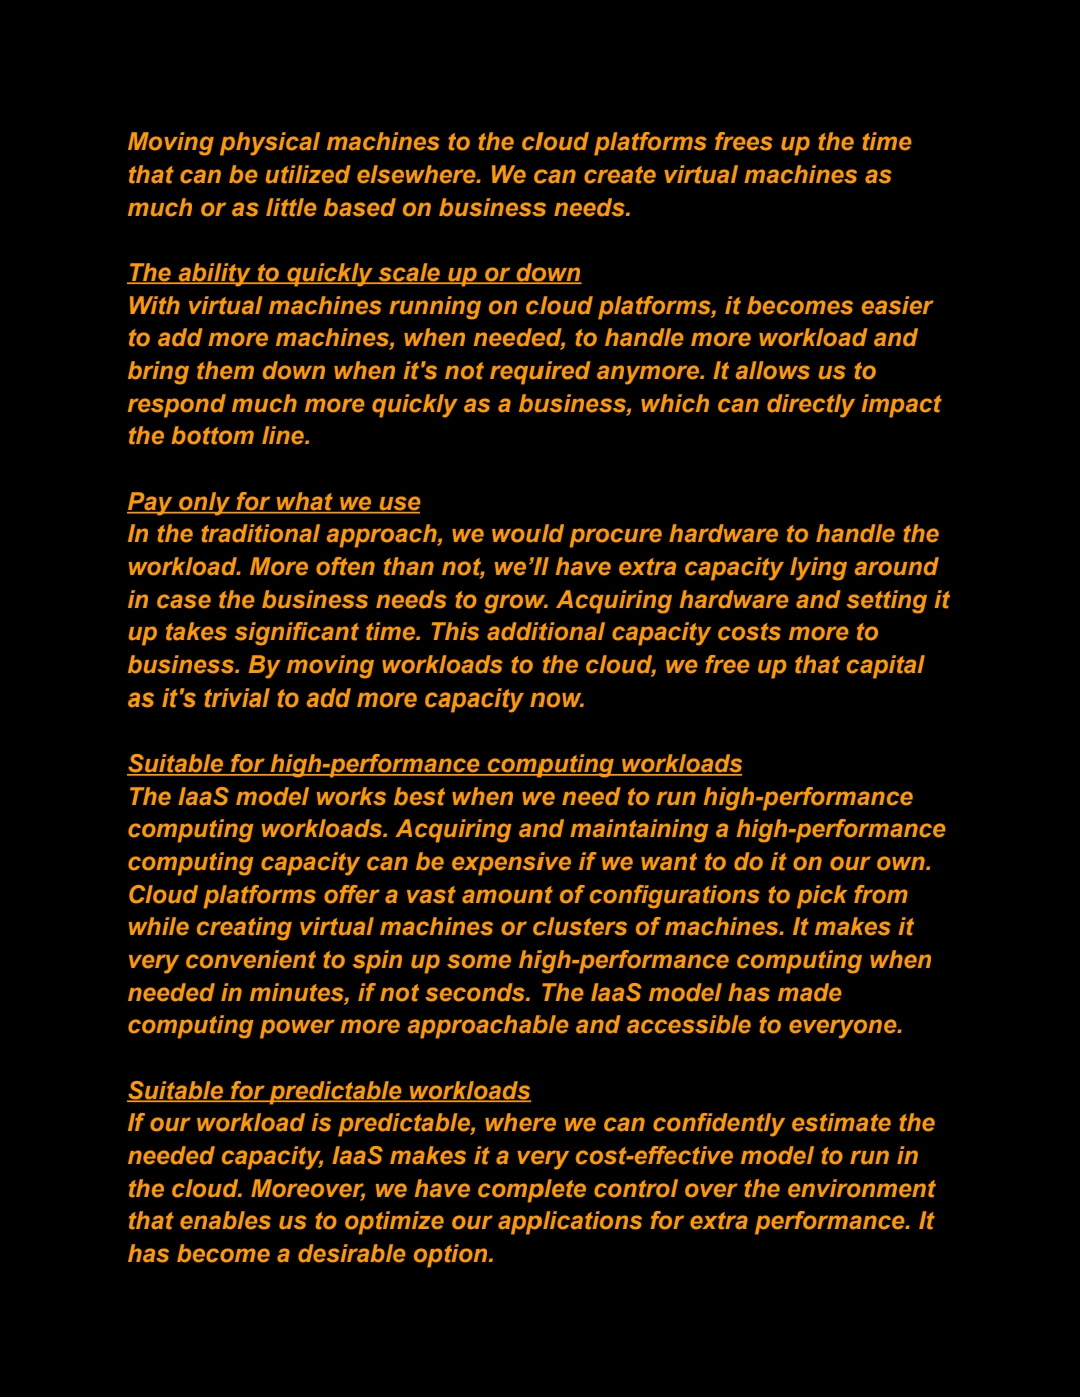 Moving physical machines to the cloud platforms frees up the time
that can be utilized elsewhere. We can create virtual machines as
much or as little based on business needs.
The ability to quickly scale up or down
With virtual machines running on cloud platforms, it becomes easier
to add more machines, when needed, to handle more workload and
bring them down when it's not required anymore. It allows us to
respond much more quickly as a business, which can directly impact
the bottom line.
Pay only for what we use
In the traditional approach, we would procure hardware to handle the
workload. More often than not, we’ll have extra capacity lying around
in case the business needs to grow. Acquiring hardware and setting it
up takes significant time. This additional capacity costs more to
business. By moving workloads to the cloud, we free up that capital
as it's trivial to add more capacity now.
Suitable for high-performance computing workloads
The IaaS model works best when we need to run high-performance
computing workloads. Acquiring and maintaining a high-performance
computing capacity can be expensive if we want to do it on our own.
Cloud platforms offer a vast amount of configurations to pick from
while creating virtual machines or clusters of machines. It makes it
very convenient to spin up some high-performance computing when
needed in minutes, if not seconds. The IaaS model has made
computing power more approachable and accessible to everyone.
Suitable for predictable workloads
If our workload is predictable, where we can confidently estimate the
needed capacity, IaaS makes it a very cost-effective model to run in
the cloud. Moreover, we have complete control over the environment
that enables us to optimize our applications for extra performance. It
has become a desirable option.